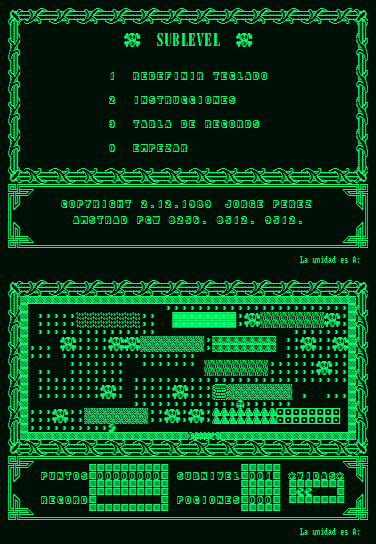 SUBLEVEL
1 REDEFINIR TECLADO
2 INSTRUCCIONES
3 TABLA DE RECORDS
0 EMPEZAR
COPYRIGHT 2.12.1989 JORGE PEREZ
AMSTRAD PCW 8256. 8512. 9512.
La unidad es A:
PUNTOS 00000000 SUBNIVEL 001 VIDAS
RECORD POCIONES 000
La unidad es A: